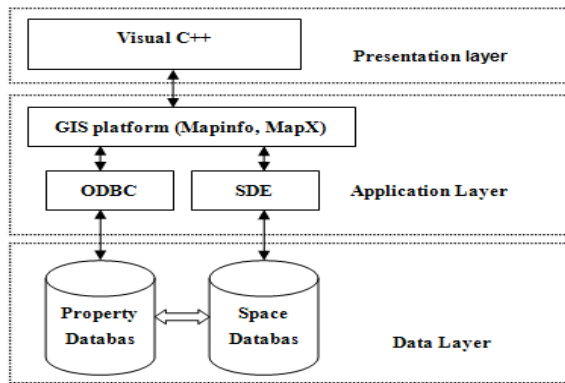 Visual C++
Presentation layer
GIS platform (Mapinfo, MapX)
ODBC
SDE
Application Layer
Property
Databas
Space
Databas
Data Layer